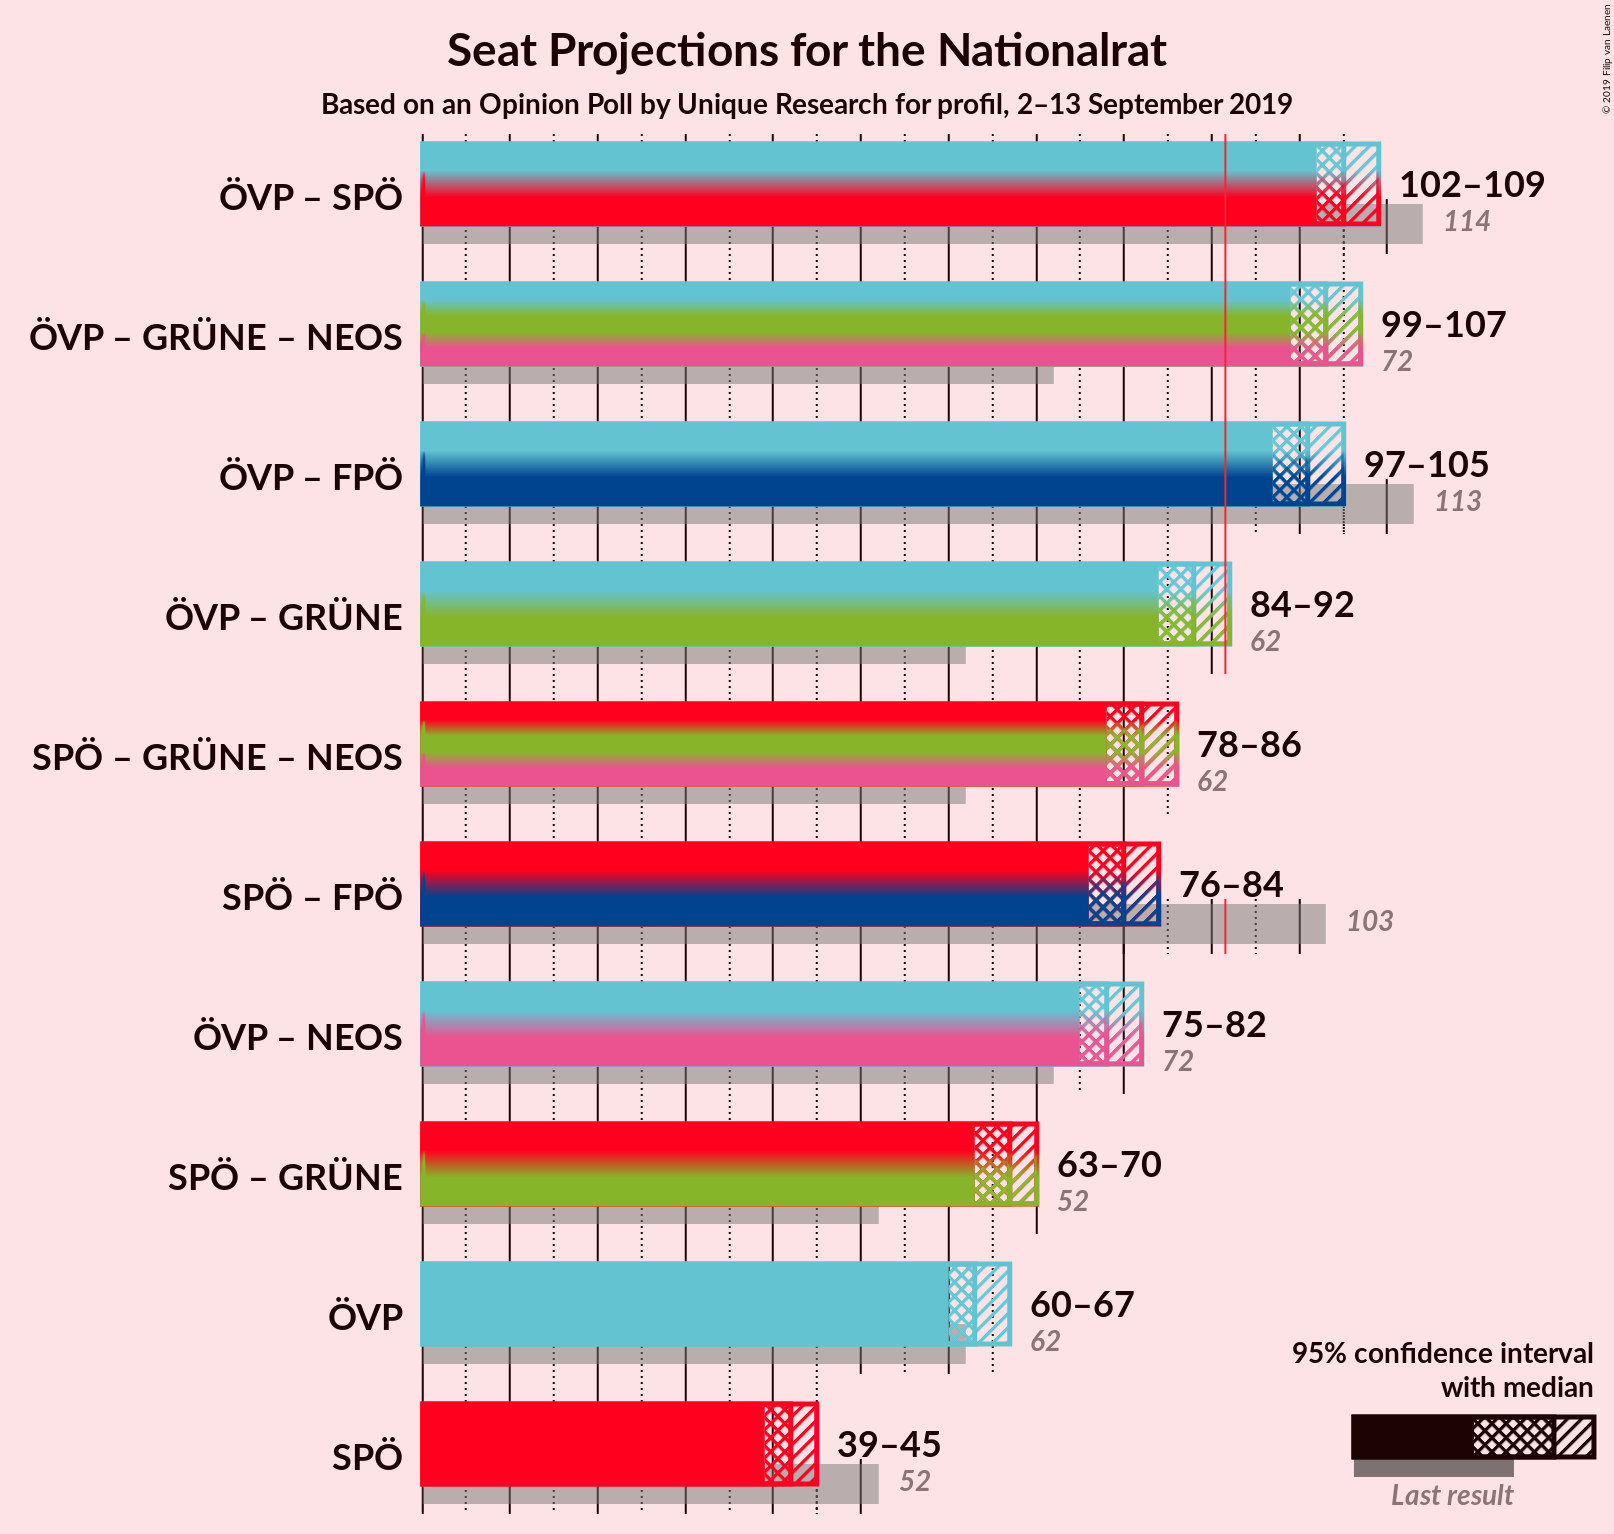 Seat Projections for the Nationalrat
Based on an Opinion Poll by Unique Research for profil, 2–13 September 2019
© 2019 Filip van Laenen
ÖVP – SPÖ
102–109
114
ÖVP – GRÜNE – NEOS
99–107
72
ÖVP – FPÖ
97–105
113
ÖVP – GRÜNE
84–92
62
SPÖ – GRÜNE – NEOS
78–86
62
SPÖ – FPÖ
76–84
103
ÖVP – NEOS
75–82
72
SPÖ – GRÜNE
63–70
52
ÖVP
60–67
62
SPÖ
39–45
52
95% confidence interval
with median
Last result